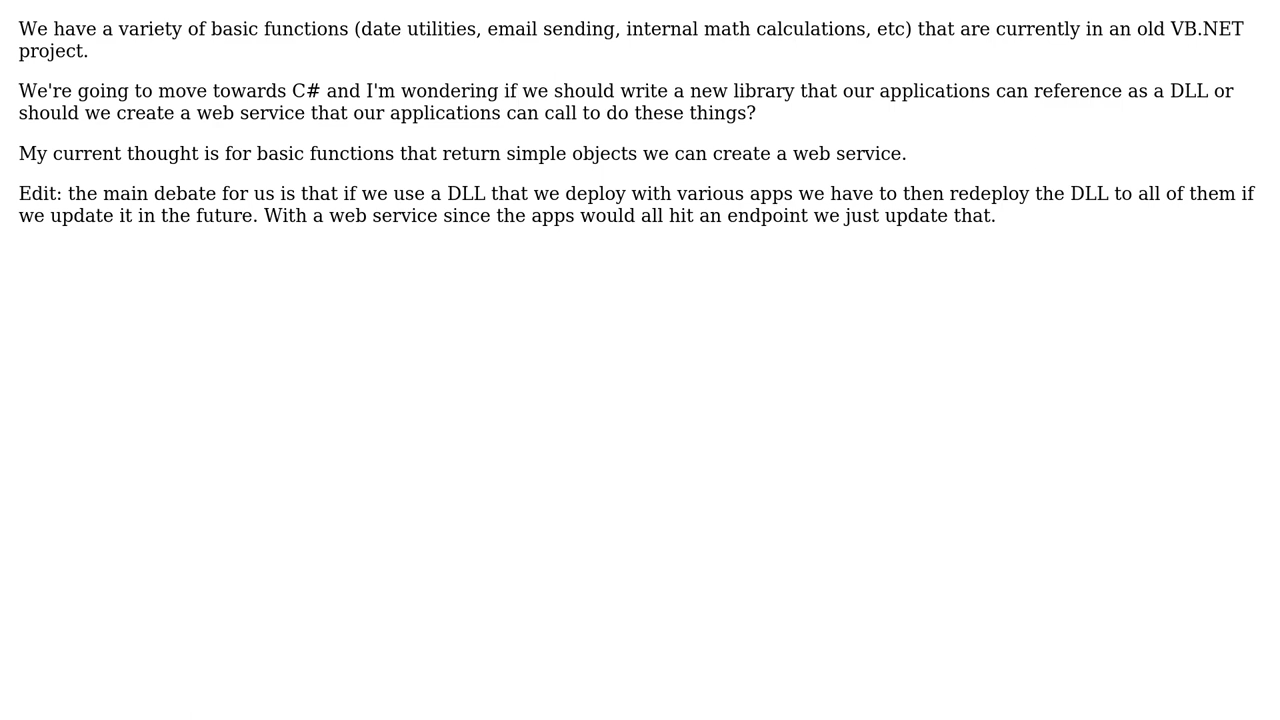 We have a variety of basic functions (date utilities, email sending, internal math calculations, etc) that are currently in an old VB.NET
project.
We're going to move towards C# and I'm wondering if we should write a new library that our applications can reference as a DLL or
should we create a web service that our applications can call to do these things?
My current thought is for basic functions that return simple objects we can create a web service.
Edit: the main debate for us is that if we use a DLL that we deploy with various apps we have to then redeploy the DLL to all of them if
we update it in the future. With a web service since the apps would all hit an endpoint we just update that.